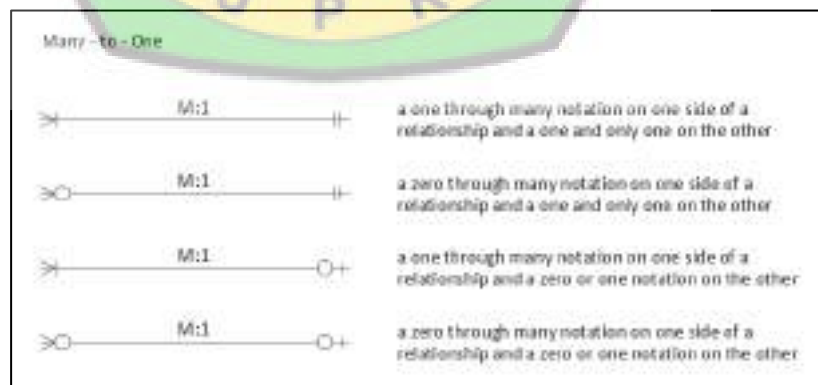 U P K
Many - to - One
M:1
a one through many notation on one side of a
relationship and a one and only one on the other
M:1
a zero through many notation on one side of a
relationship and a one and only one on the other
M:1
a one through many notation on one side of a
relationship and a zero or one notation on the other
M:1
a zero through many notation on one side of a
relationship and a zero or one notation on the other